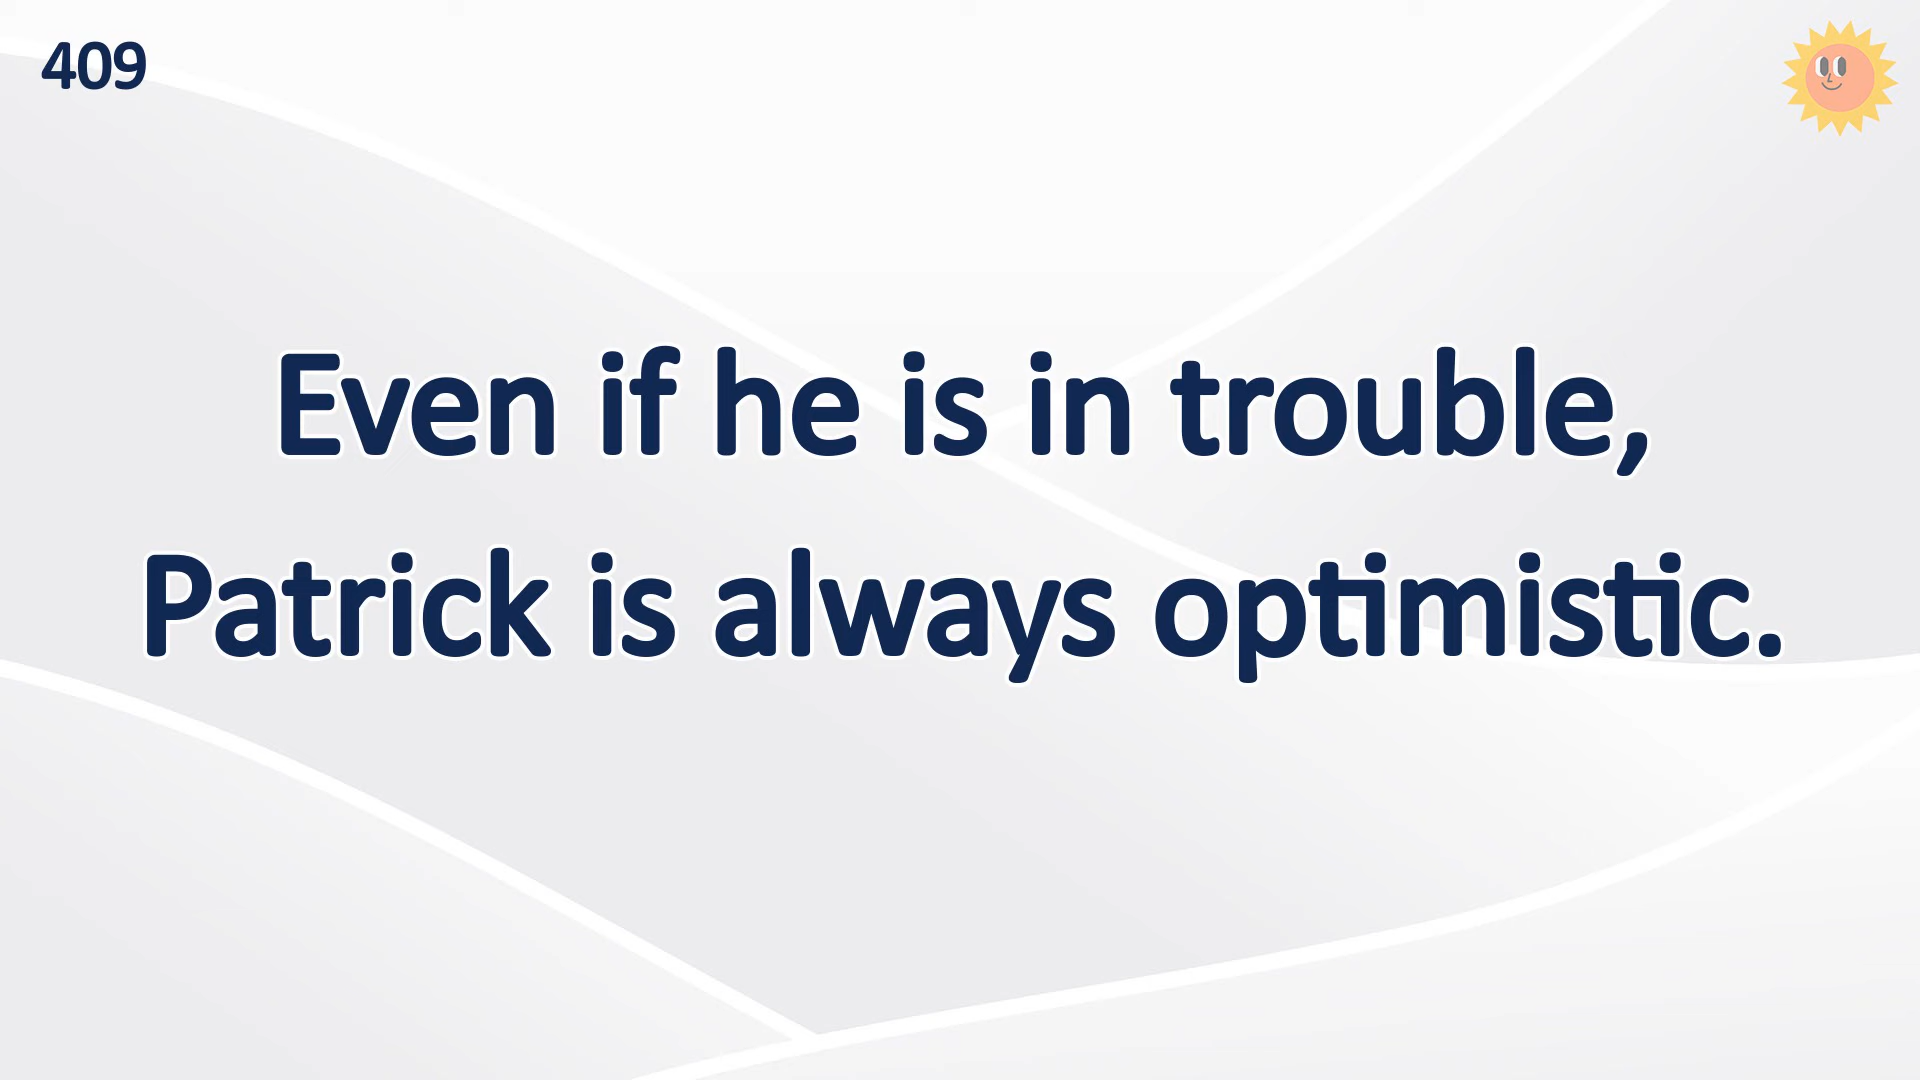 409
Even if he is in trouble,
Patrick is always optimistic.